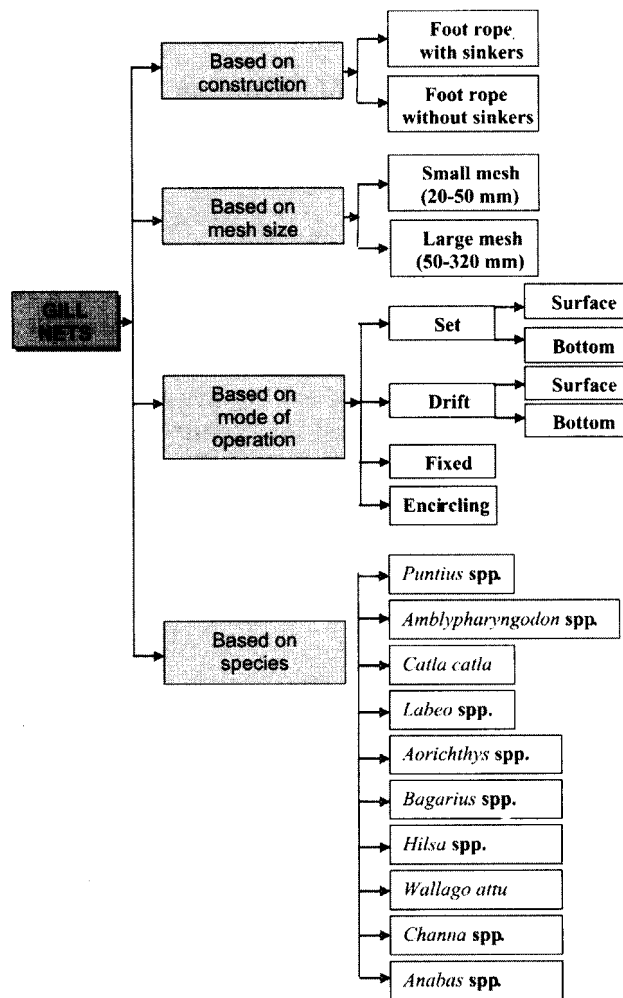 GILL
NETS
Based on
construction
Foot rope
with sinkers
Foot rope
without sinkers
Based on
mesh size
Small mesh
(20-50 mm)
Large mesh
(50-320 mm)
Based on
mode of
operation
Set
Surface
Bottom
Drift
Surface
Bottom
Fixed
Encircling
Based on
species
Puntius spp.
Amblypharyngodon spp.
Catla catla
Labeo spp.
Aorichthys spp.
Bagarius spp.
Hilsa spp.
Wallago attu
Channa spp.
Anabas spp.